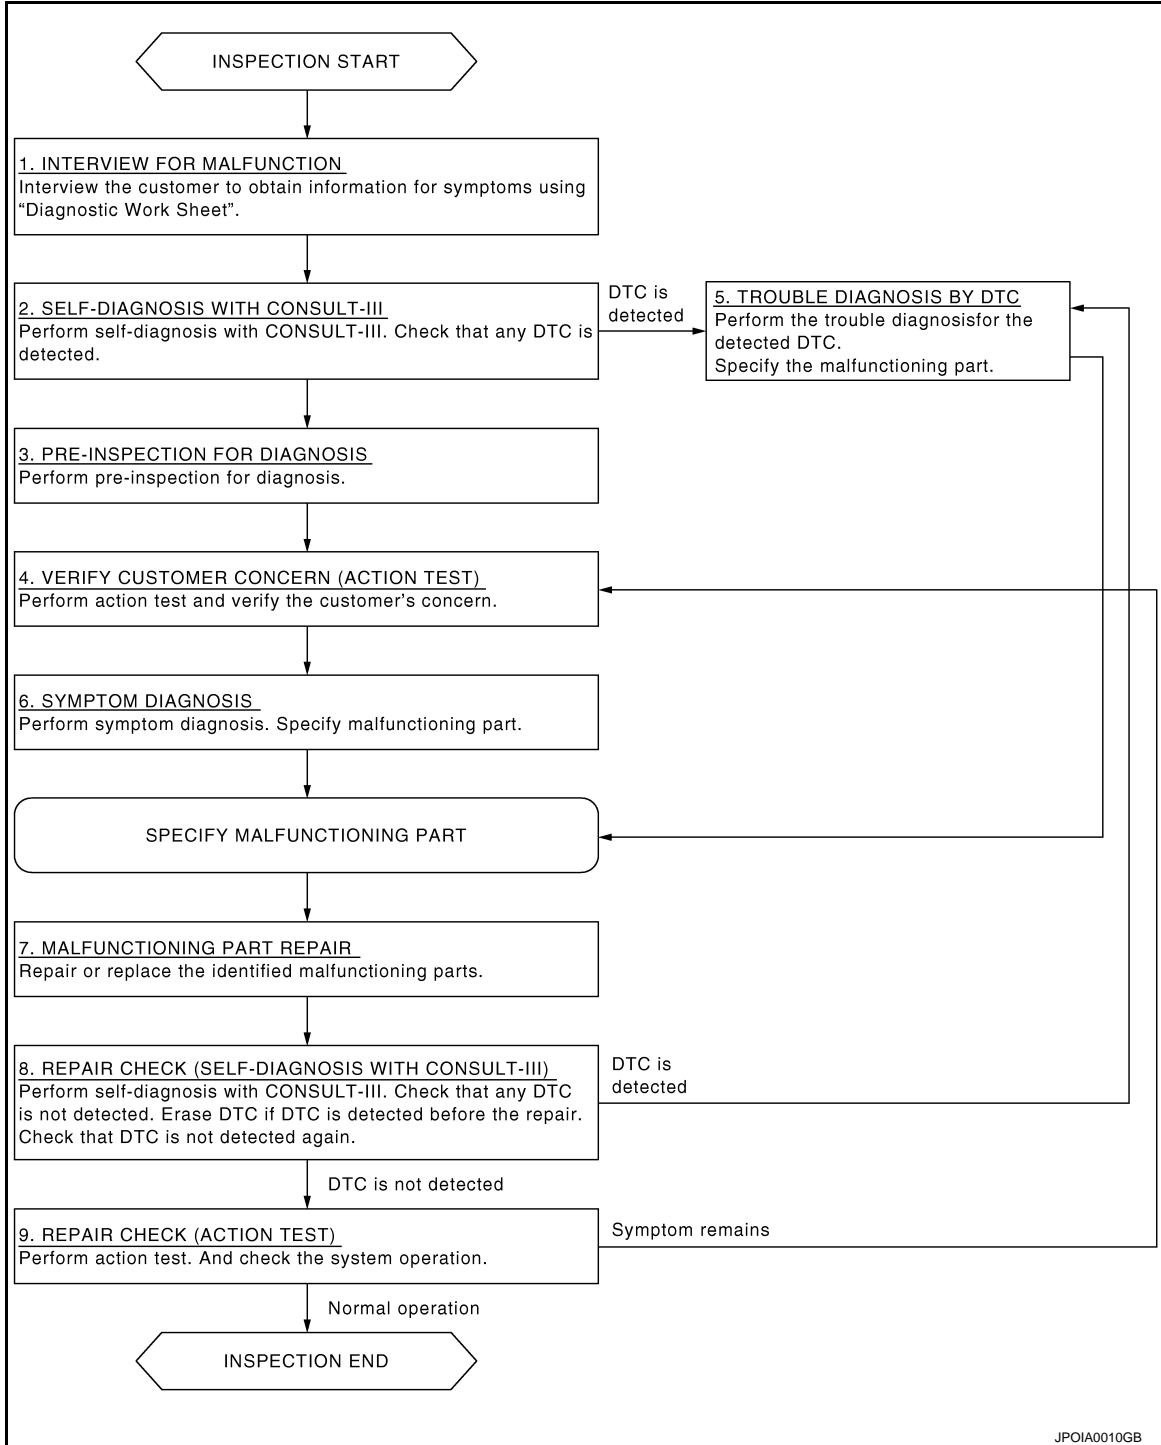 INSPECTION START
1. INTERVIEW FOR MALFUNCTION
Interview the customer to obtain information for symptoms using
“Diagnostic Work Sheet”.
2. SELF-DIAGNOSIS WITH CONSULT-III
Perform self-diagnosis with CONSULT-III. Check that any DTC is
detected.
DTC is
detected
5. TROUBLE DIAGNOSIS BY DTC
Perform the trouble diagnosisfor the
detected DTC.
Specify the malfunctioning part.
3. PRE-INSPECTION FOR DIAGNOSIS
Perform pre-inspection for diagnosis.
4. VERIFY CUSTOMER CONCERN (ACTION TEST)
Perform action test and verify the customer’s concern.
6. SYMPTOM DIAGNOSIS
Perform symptom diagnosis. Specify malfunctioning part.
SPECIFY MALFUNCTIONING PART
7. MALFUNCTIONING PART REPAIR
Repair or replace the identified malfunctioning parts.
8. REPAIR CHECK (SELF-DIAGNOSIS WITH CONSULT-III)
Perform self-diagnosis with CONSULT-III. Check that any DTC
is not detected. Erase DTC if DTC is detected before the repair.
Check that DTC is not detected again.
DTC is
detected
DTC is not detected
9. REPAIR CHECK (ACTION TEST)
Perform action test. And check the system operation.
Symptom remains
Normal operation
INSPECTION END
JPOIA0010GB